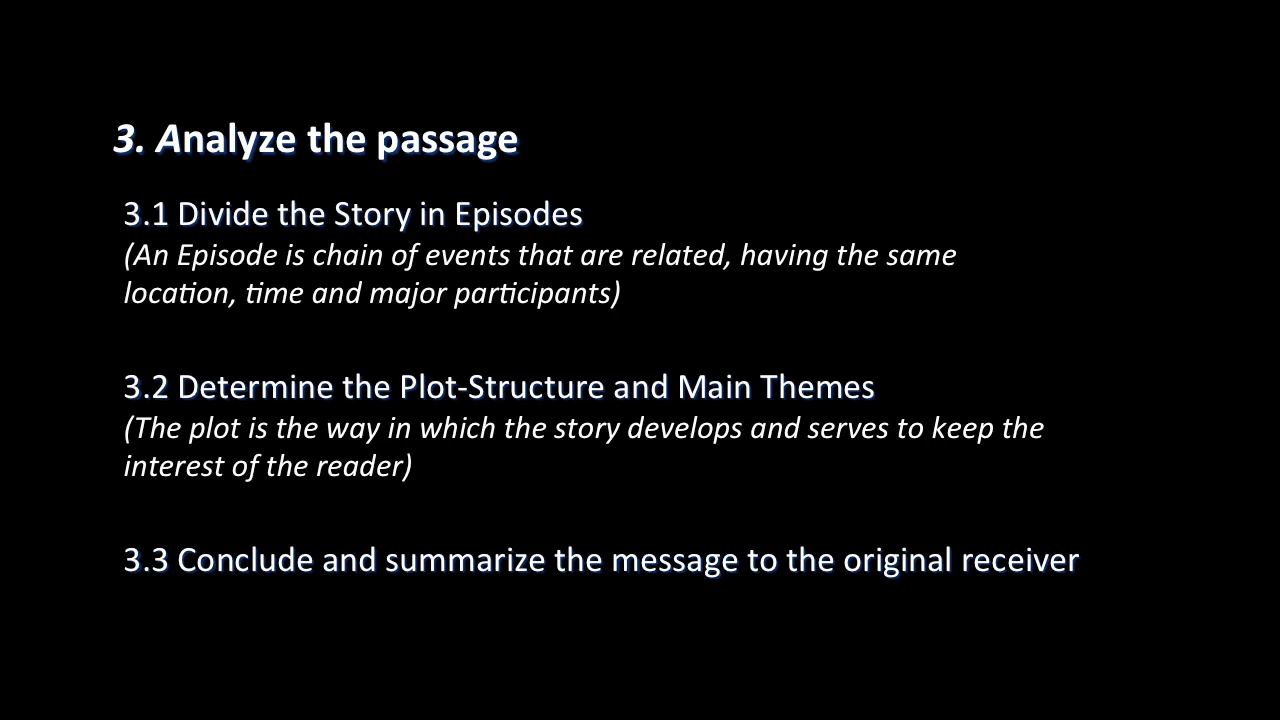 3. Analyze the passage
3.1 Divide the Story in Episodes
(An Episode is chain of events that are related, having the same
location, time and major participants)
3.2 Determine the Plot-Structure and Main Themes
(The plot is the way in which the story develops and serves to keep the
interest of the reader)
3.3 Conclude and summarize the message to the original receiver